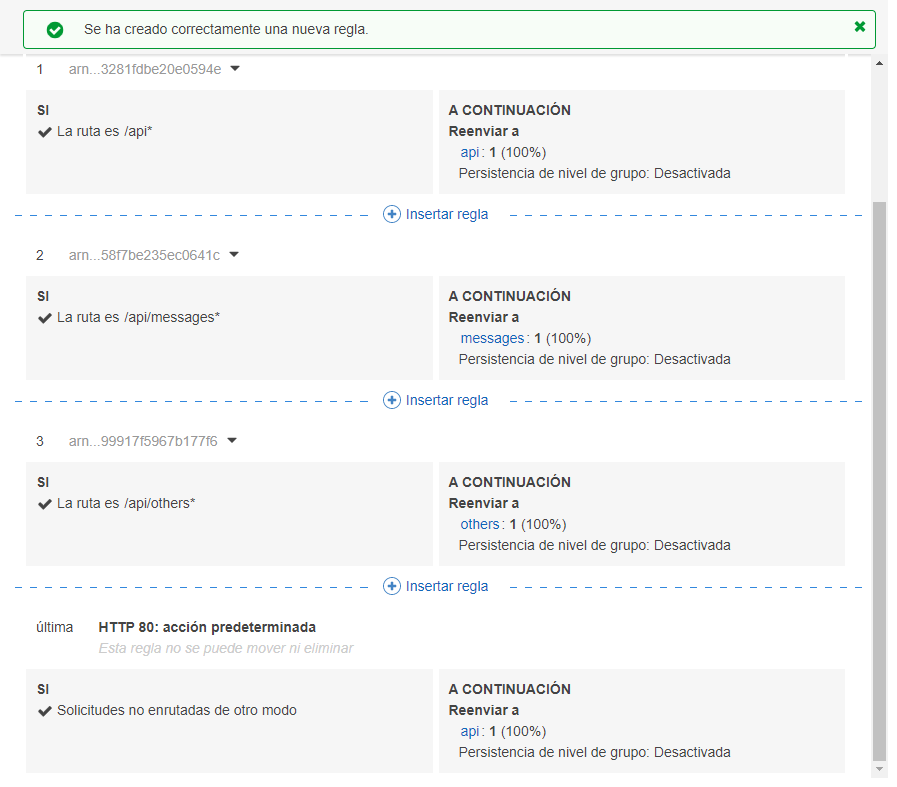 Se ha creado correctamente una nueva regla.
1 arn...3281fdbe20e0594e
SI
La ruta es /api*
A CONTINUACIÓN
Reenviar a
api: 1 (100%)
Persistencia de nivel de grupo: Desactivada
Insertar regla
2 arn...58f7be235ec0641c
SI
La ruta es /api/messages*
A CONTINUACIÓN
Reenviar a
messages: 1 (100%)
Persistencia de nivel de grupo: Desactivada
Insertar regla
3 arn...99917f5967b177f6
SI
La ruta es /api/others*
A CONTINUACIÓN
Reenviar a
others: 1 (100%)
Persistencia de nivel de grupo: Desactivada
Insertar regla
última HTTP 80: acción predeterminada
Esta regla no se puede mover ni eliminar
SI
Solicitudes no enrutadas de otro modo
A CONTINUACIÓN
Reenviar a
api: 1 (100%)
Persistencia de nivel de grupo: Desactivada